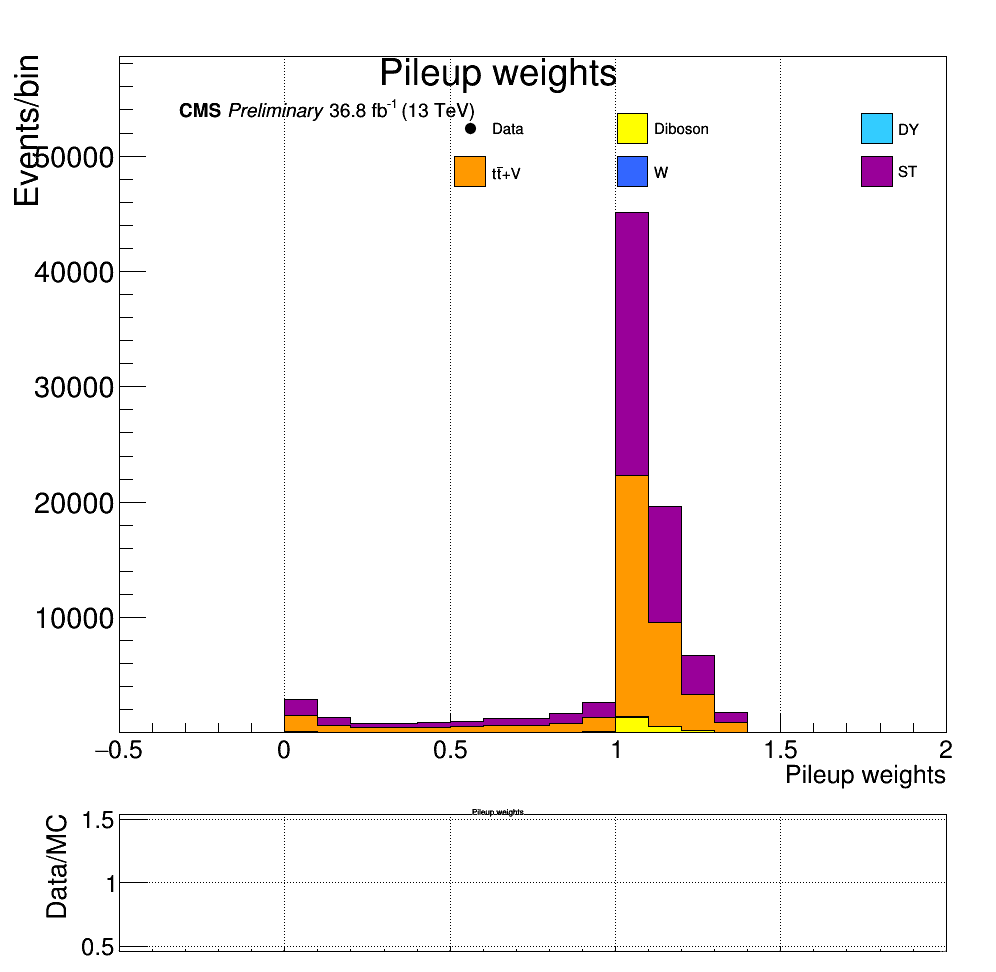 Pileup weights
Events/bin
CMS Preliminary 36.8 fb⁻¹ (13 TeV)
Data
Diboson
DY
tt̄+V
W
ST
50000
40000
30000
20000
10000
−0.5 0 0.5 1 1.5 2
Pileup weights
Pileup weights
Data/MC
1.5
1
0.5